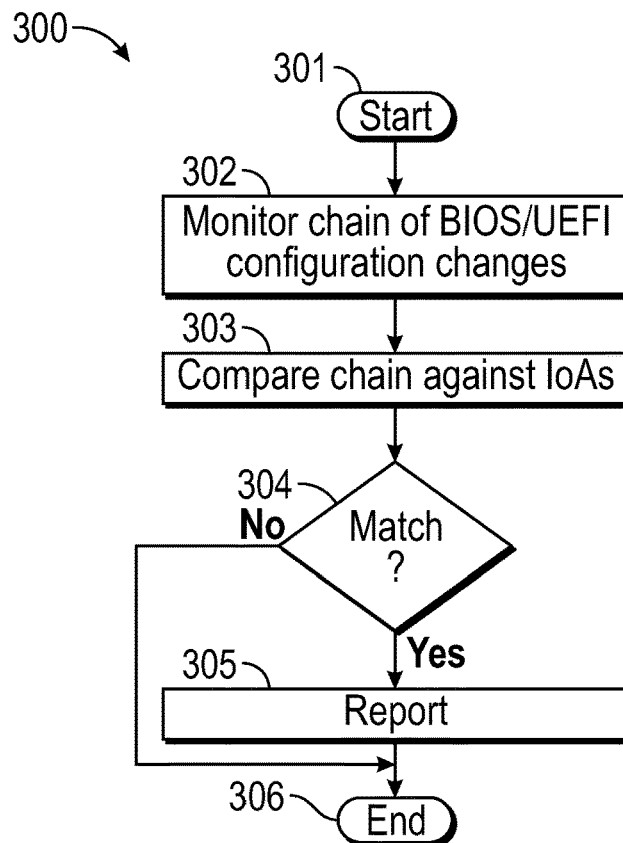 300
301
Start
302
Monitor chain of BIOS/UEFI
configuration changes
303
Compare chain against IoAs
304
No
Match
?
Yes
305
Report
306
End